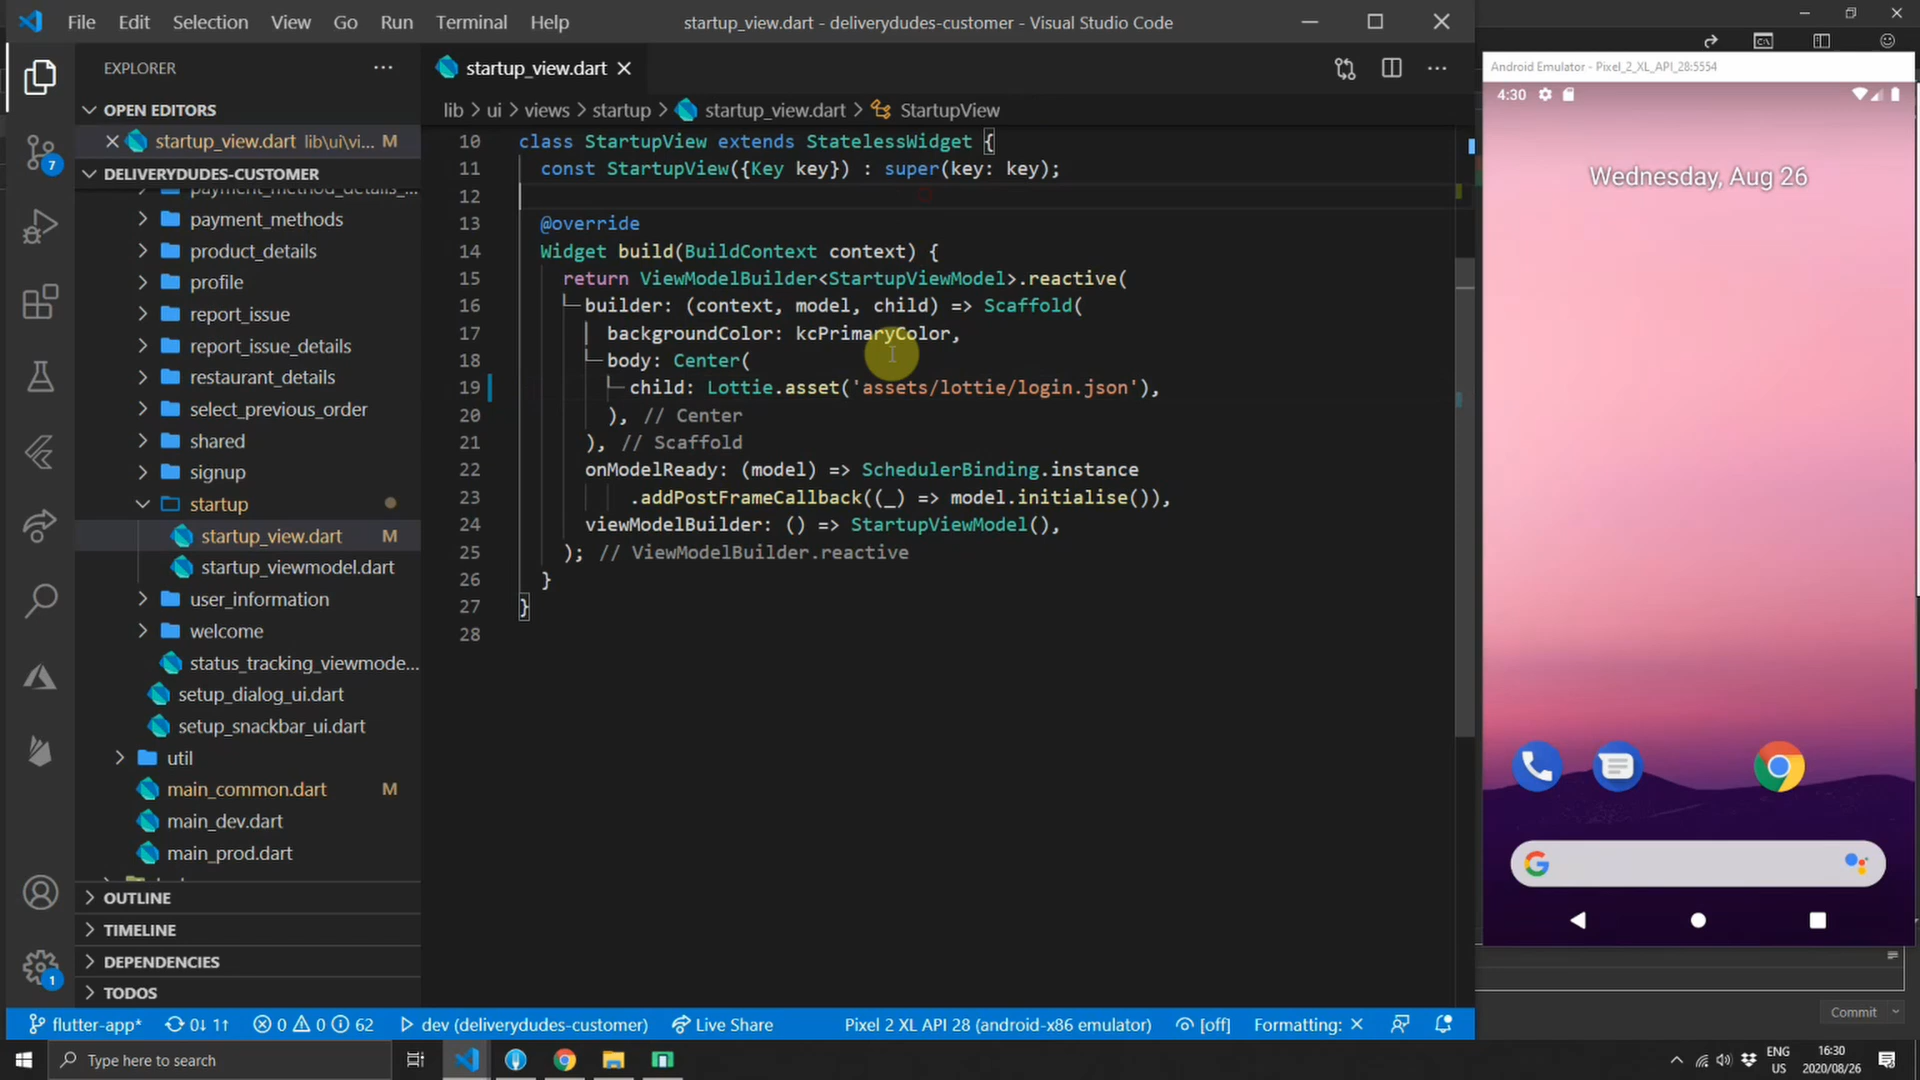 File Edit Selection View Go Run Terminal Help
startup_view.dart - deliverydudes-customer - Visual Studio Code
EXPLORER
OPEN EDITORS
startup_view.dart lib\ui\vi... M
DELIVERYDUDES-CUSTOMER
payment_method_details_...
payment_methods
product_details
profile
report_issue
report_issue_details
restaurant_details
select_previous_order
shared
signup
startup
startup_view.dart M
startup_viewmodel.dart
user_information
welcome
status_tracking_viewmode...
setup_dialog_ui.dart
setup_snackbar_ui.dart
util
main_common.dart M
main_dev.dart
main_prod.dart
OUTLINE
TIMELINE
DEPENDENCIES
TODOS
7
1
startup_view.dart
lib > ui > views > startup > startup_view.dart > StartupView
10 class StartupView extends StatelessWidget {
11 const StartupView({Key key}) : super(key: key);
12
13 @override
14 Widget build(BuildContext context) {
15 return ViewModelBuilder<StartupViewModel>.reactive(
16 builder: (context, model, child) => Scaffold(
17 backgroundColor: kcPrimaryColor,
18 body: Center(
19 child: Lottie.asset('assets/lottie/login.json'),
20 ), // Center
21 ), // Scaffold
22 onModelReady: (model) => SchedulerBinding.instance
23 .addPostFrameCallback((_) => model.initialise()),
24 viewModelBuilder: () => StartupViewModel(),
25 ); // ViewModelBuilder.reactive
26 }
27 }
28
Android Emulator - Pixel_2_XL_API_28:5554
4:30
Wednesday, Aug 26
Commit
flutter-app* 0↓ 1↑ 0 0 62 dev (deliverydudes-customer) Live Share Pixel 2 XL API 28 (android-x86 emulator) [off] Formatting: ×
Type here to search
ENG
US
16:30
2020/08/26